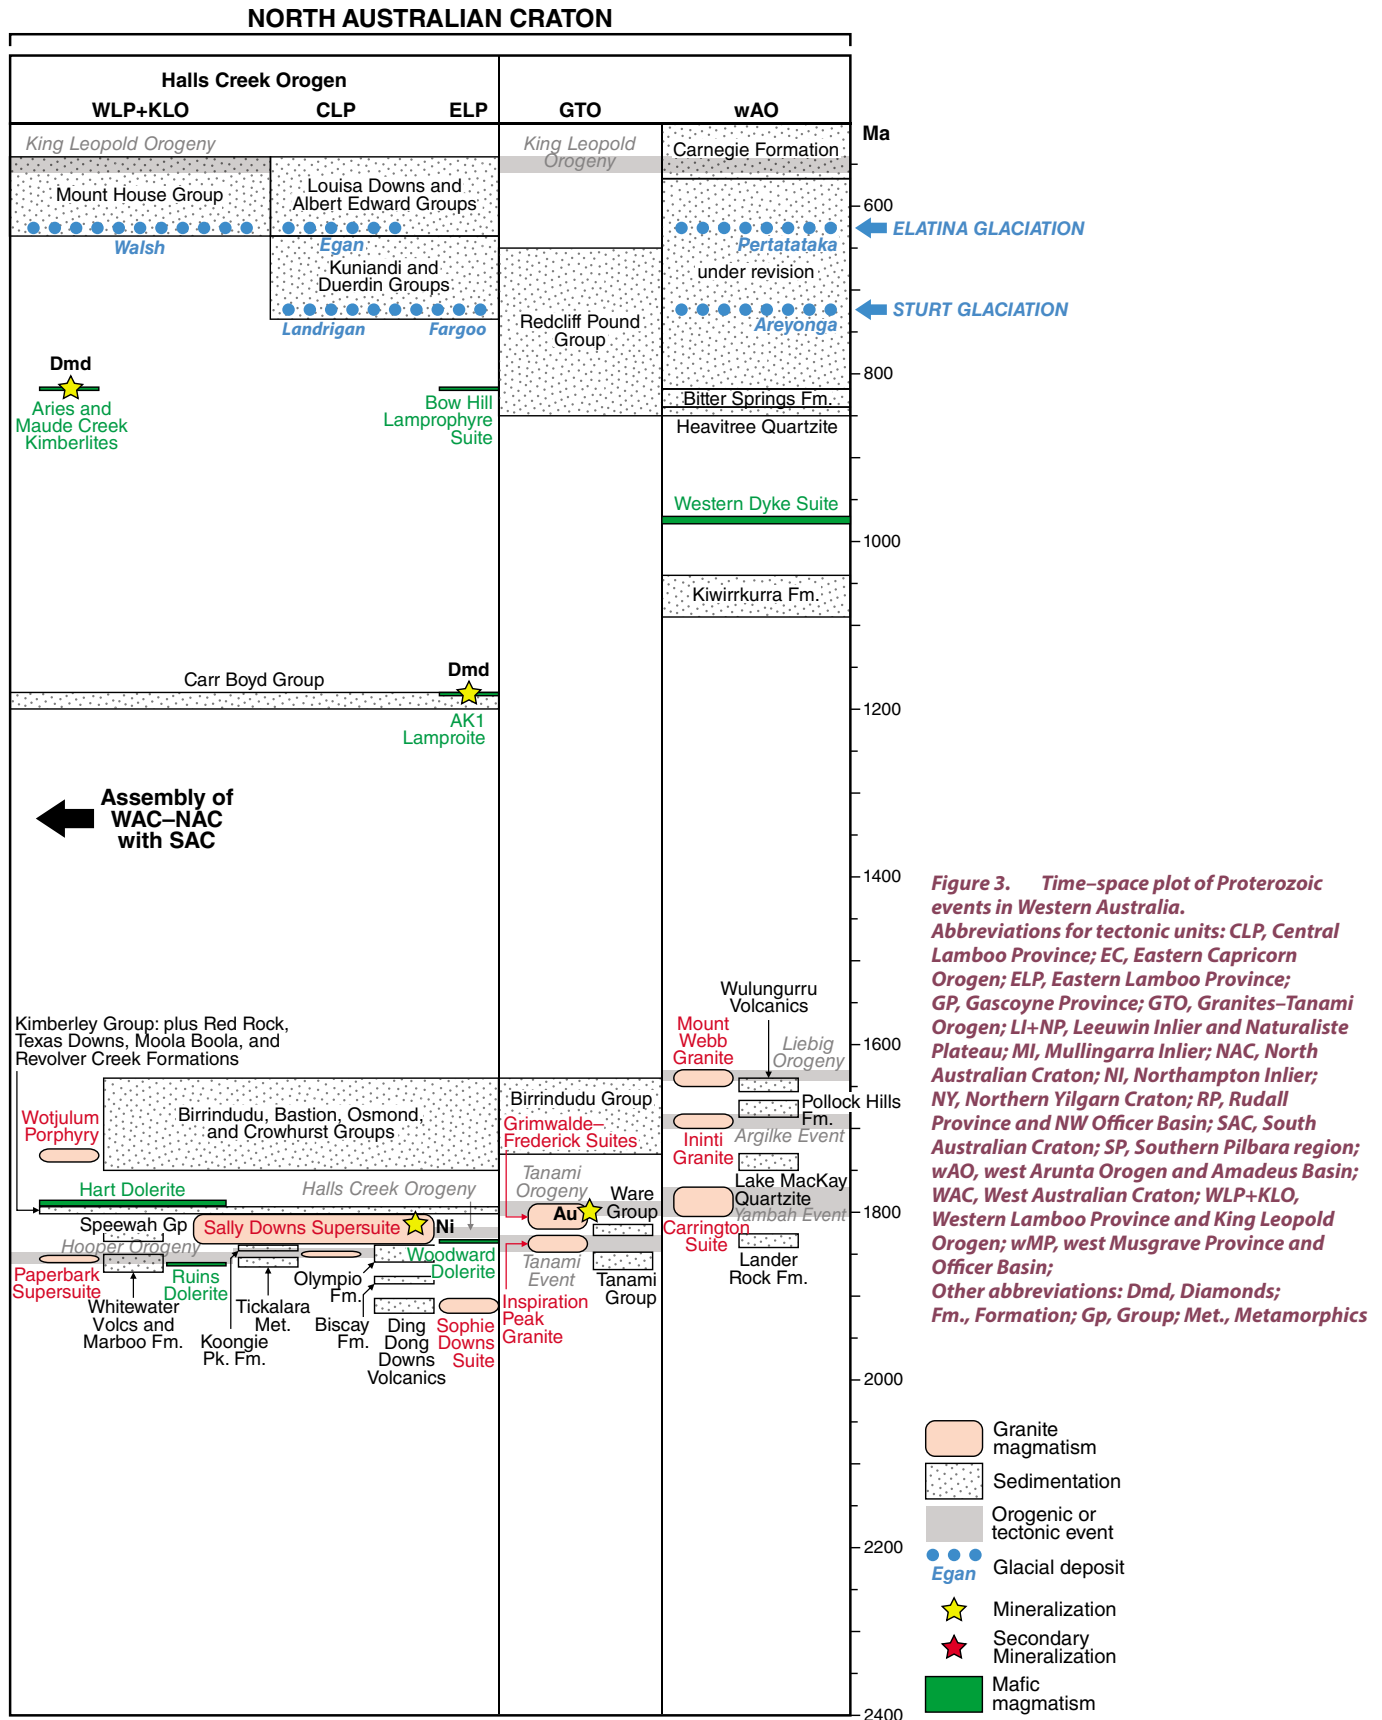 NORTH AUSTRALIAN CRATON
Halls Creek Orogen
WLP+KLO
CLP
ELP
GTO
wAO
Ma
King Leopold Orogeny
King Leopold
Orogeny
Carnegie Formation
Mount House Group
Louisa Downs and
Albert Edward Groups
600
Walsh
Egan
Pertatataka
ELATINA GLACIATION
Kuniandi and
Duerdin Groups
under revision
Landrigan
Fargoo
Redcliff Pound
Group
Areyonga
STURT GLACIATION
Dmd
Aries and
Maude Creek
Kimberlites
Bow Hill
Lamprophyre
Suite
800
Bitter Springs Fm.
Heavitree Quartzite
Western Dyke Suite
1000
Kiwirrkurra Fm.
Carr Boyd Group
Dmd
AK1
Lamproite
1200
Assembly of
WAC–NAC
with SAC
1400
Figure 3. Time–space plot of Proterozoic
events in Western Australia.
Abbreviations for tectonic units: CLP, Central
Lamboo Province; EC, Eastern Capricorn
Orogen; ELP, Eastern Lamboo Province;
GP, Gascoyne Province; GTO, Granites–Tanami
Orogen; LI+NP, Leeuwin Inlier and Naturaliste
Plateau; MI, Mullingarra Inlier; NAC, North
Australian Craton; NI, Northampton Inlier;
NY, Northern Yilgarn Craton; RP, Rudall
Province and NW Officer Basin; SAC, South
Australian Craton; SP, Southern Pilbara region;
wAO, west Arunta Orogen and Amadeus Basin;
WAC, West Australian Craton; WLP+KLO,
Western Lamboo Province and King Leopold
Orogen; wMP, west Musgrave Province and
Officer Basin;
Other abbreviations: Dmd, Diamonds;
Fm., Formation; Gp, Group; Met., Metamorphics
Wulungurru
Volcanics
Kimberley Group: plus Red Rock,
Texas Downs, Moola Boola, and
Revolver Creek Formations
Mount
Webb
Granite
Liebig
Orogeny
1600
Wotjulum
Porphyry
Birrindudu, Bastion, Osmond,
and Crowhurst Groups
Birrindudu Group
Grimwalde–
Frederick Suites
Pollock Hills
Fm.
Argilke Event
Ininti
Granite
Hart Dolerite
Halls Creek Orogeny
Tanami
Orogeny
Ware
Group
Au
Lake MacKay
Quartzite
Yambah Event
1800
Speewah Gp
Sally Downs Supersuite
Ni
Carrington
Suite
Hooper Orogeny
Paperbark
Supersuite
Ruins
Dolerite
Woodward
Dolerite
Tanami
Event
Tanami
Group
Lander
Rock Fm.
Whitewater
Volcs and
Marboo Fm.
Koongie
Pk. Fm.
Tickalara
Met.
Olympio
Fm.
Biscay
Fm.
Ding
Dong
Downs
Volcanics
Sophie
Downs
Suite
Inspiration
Peak
Granite
2000
2200
2400
Granite
magmatism
Sedimentation
Orogenic or
tectonic event
Egan
Glacial deposit
Mineralization
Secondary
Mineralization
Mafic
magmatism